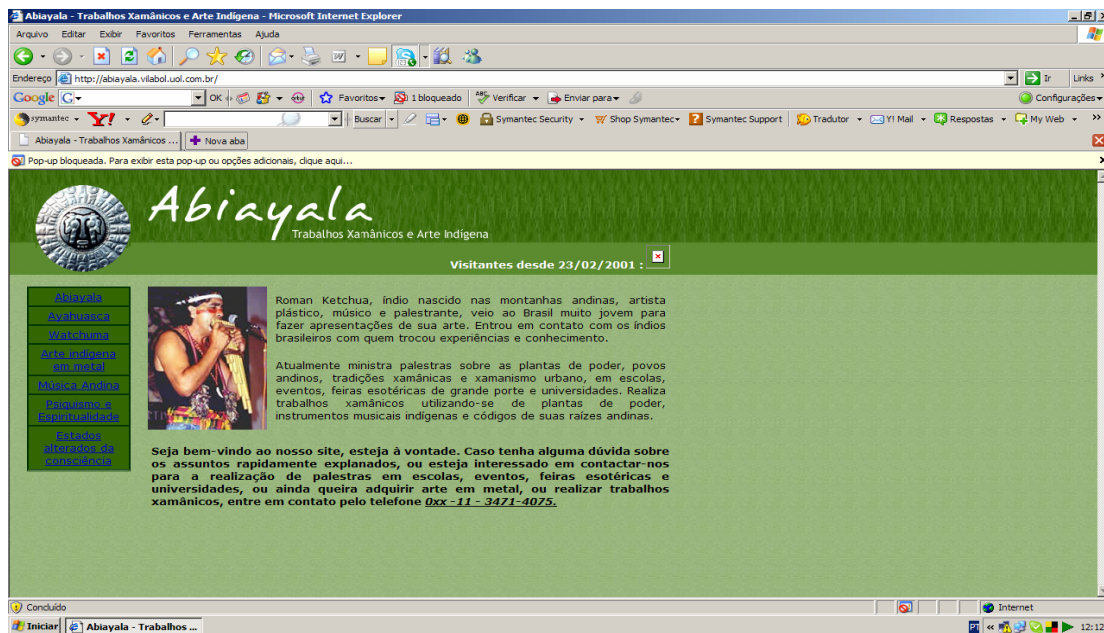 Abiayala - Trabalhos Xamânicos e Arte Indígena - Microsoft Internet Explorer
Arquivo Editar Exibir Favoritos Ferramentas Ajuda
Endereço http://abiayala.vilabol.uol.com.br/ Ir Links
Google G OK Favoritos 1 bloqueado Verificar Enviar para Configurações
symantec Y! Buscar Symantec Security Shop Symantec Symantec Support Tradutor Y! Mail Respostas My Web
Abiayala - Trabalhos Xamânicos ... Nova aba
Pop-up bloqueada. Para exibir esta pop-up ou opções adicionais, clique aqui...
Abiayala
Trabalhos Xamânicos e Arte Indígena
Visitantes desde 23/02/2001 :
Abiayala
Ayahuasca
Watchuma
Arte indígena
em metal
Música Andina
Psiquismo e
Espiritualidade
Estados
alterados da
consciência
Roman Ketchua, índio nascido nas montanhas andinas, artista
plástico, músico e palestrante, veio ao Brasil muito jovem para
fazer apresentações de sua arte. Entrou em contato com os índios
brasileiros com quem trocou experiências e conhecimento.
Atualmente ministra palestras sobre as plantas de poder, povos
andinos, tradições xamânicas e xamanismo urbano, em escolas,
eventos, feiras esotéricas de grande porte e universidades. Realiza
trabalhos xamânicos utilizando-se de plantas de poder,
instrumentos musicais indígenas e códigos de suas raízes andinas.
Seja bem-vindo ao nosso site, esteja à vontade. Caso tenha alguma dúvida sobre
os assuntos rapidamente explanados, ou esteja interessado em contactar-nos
para a realização de palestras em escolas, eventos, feiras esotéricas e
universidades, ou ainda queira adquirir arte em metal, ou realizar trabalhos
xamânicos, entre em contato pelo telefone 0xx -11 - 3471-4075.
Concluído Internet
Iniciar Abiayala - Trabalhos ... PT 12:12